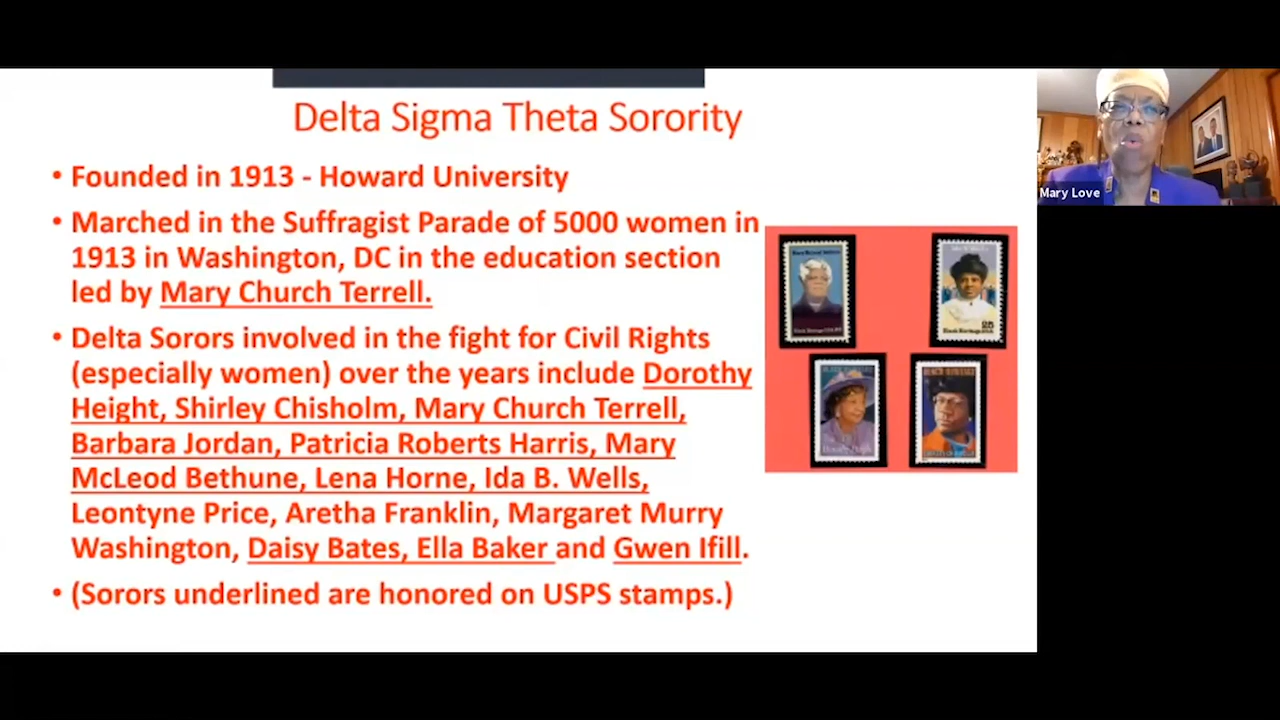 Delta Sigma Theta Sorority
• Founded in 1913 - Howard University
• Marched in the Suffragist Parade of 5000 women in
1913 in Washington, DC in the education section
led by Mary Church Terrell.
• Delta Sorors involved in the fight for Civil Rights
(especially women) over the years include Dorothy
Height, Shirley Chisholm, Mary Church Terrell,
Barbara Jordan, Patricia Roberts Harris, Mary
McLeod Bethune, Lena Horne, Ida B. Wells,
Leontyne Price, Aretha Franklin, Margaret Murry
Washington, Daisy Bates, Ella Baker and Gwen Ifill.
• (Sorors underlined are honored on USPS stamps.)
Mary Love
25